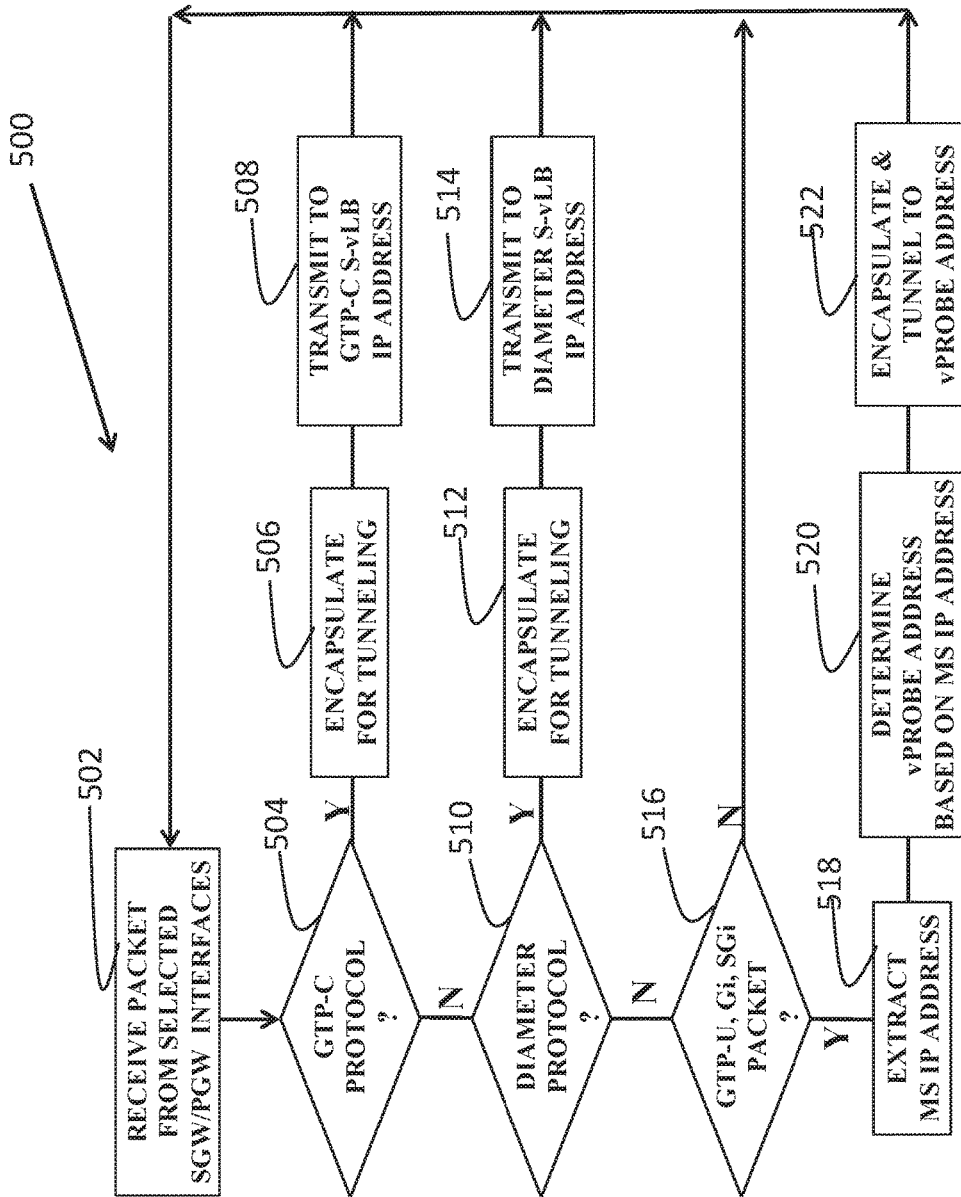 500
502
RECEIVE PACKET
FROM SELECTED
SGW/PGW INTERFACES
504
GTP-C
PROTOCOL
?
Y
N
506
ENCAPSULATE
FOR TUNNELING
508
TRANSMIT TO
GTP-C S-vLB
IP ADDRESS
510
DIAMETER
PROTOCOL
?
Y
N
512
ENCAPSULATE
FOR TUNNELING
514
TRANSMIT TO
DIAMETER S-vLB
IP ADDRESS
516
GTP-U, Gi, SGi
PACKET
?
N
Y
518
EXTRACT
MS IP ADDRESS
520
DETERMINE
vPROBE ADDRESS
BASED ON MS IP ADDRESS
522
ENCAPSULATE &
TUNNEL TO
vPROBE ADDRESS